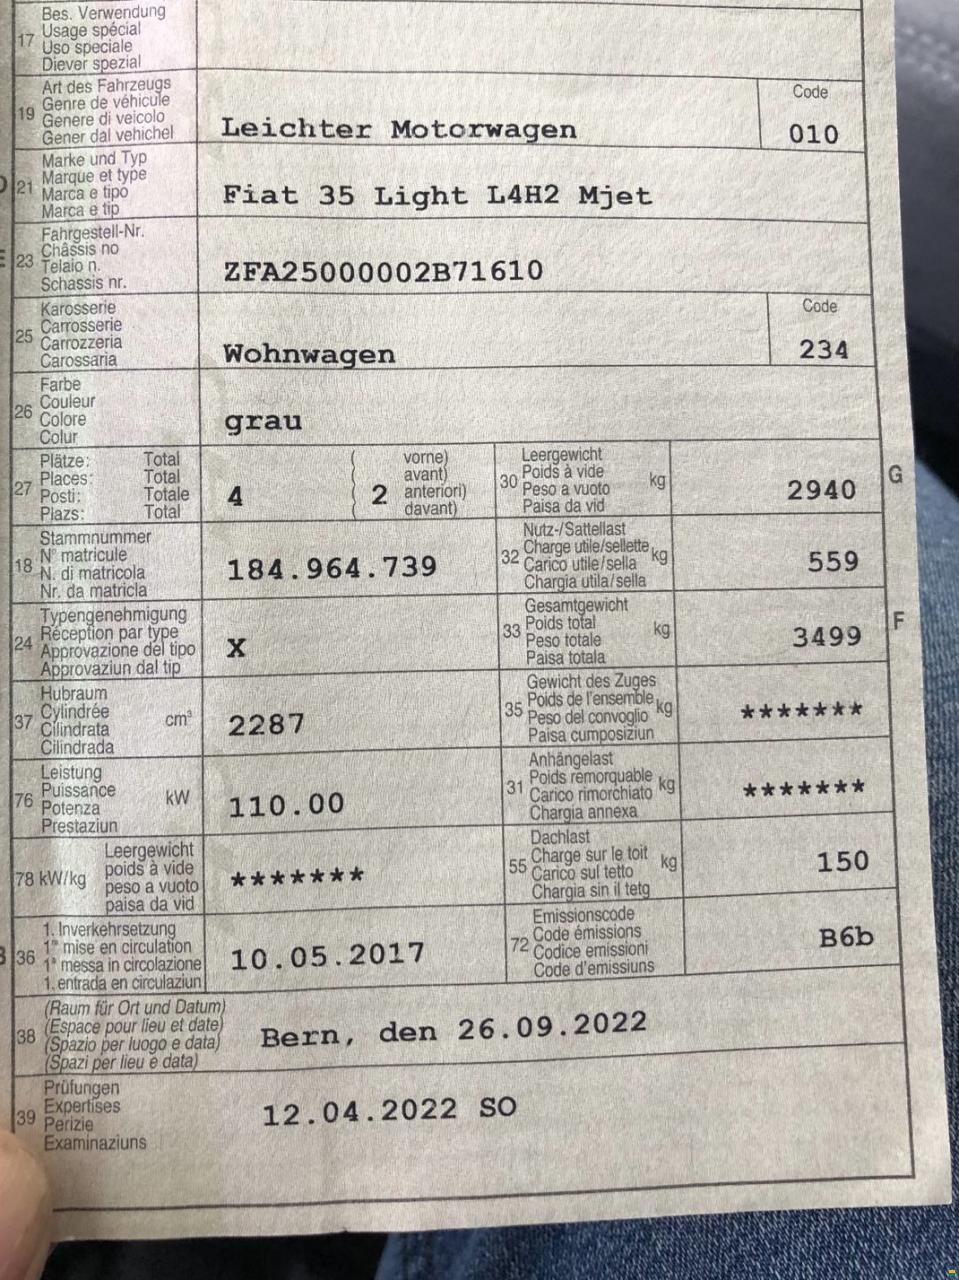 17 Bes. Verwendung
Usage spécial
Uso speciale
Diever spezial
19 Art des Fahrzeugs
Genre de véhicule
Genere di veicolo
Gener dal vehichel
Leichter Motorwagen
Code
010
21 Marke und Typ
Marque et type
Marca e tipo
Marca e tip
Fiat 35 Light L4H2 Mjet
23 Fahrgestell-Nr.
Châssis no
Telaio n.
Schassis nr.
ZFA25000002B71610
25 Karosserie
Carrosserie
Carrozzeria
Carossaria
Wohnwagen
Code
234
26 Farbe
Couleur
Colore
Colur
grau
27 Plätze: Total
Places: Total
Posti: Totale
Plazs: Total
4
( vorne)
( avant)
( anteriori)
( davant)
2
30 Leergewicht
Poids à vide
Peso a vuoto
Paisa da vid
kg
2940
G
18 Stammnummer
N° matricule
N. di matricola
Nr. da matricla
184.964.739
32 Nutz-/Sattellast
Charge utile/sellette
Carico utile/sella
Chargia utila/sella
kg
559
24 Typengenehmigung
Réception par type
Approvazione del tipo
Approvaziun dal tip
X
33 Gesamtgewicht
Poids total
Peso totale
Paisa totala
kg
3499
F
37 Hubraum
Cylindrée
Cilindrata
Cilindrada
cm³
2287
35 Gewicht des Zuges
Poids de l'ensemble
Peso del convoglio
Paisa cumposiziun
kg
*******
76 Leistung
Puissance
Potenza
Prestaziun
kW
110.00
31 Anhängelast
Poids remorquable
Carico rimorchiato
Chargia annexa
kg
*******
78 kW/kg
Leergewicht
poids à vide
peso a vuoto
paisa da vid
*******
55 Dachlast
Charge sur le toit
Carico sul tetto
Chargia sin il tetg
kg
150
36 1. Inverkehrsetzung
1re mise en circulation
1a messa in circolazione
1. entrada en circulaziun
10.05.2017
72 Emissionscode
Code émissions
Codice emissioni
Code d'emissiuns
B6b
38 (Raum für Ort und Datum)
(Espace pour lieu et date)
(Spazio per luogo e data)
(Spazi per lieu e data)
Bern, den 26.09.2022
39 Prüfungen
Expertises
Perizie
Examinaziuns
12.04.2022 SO